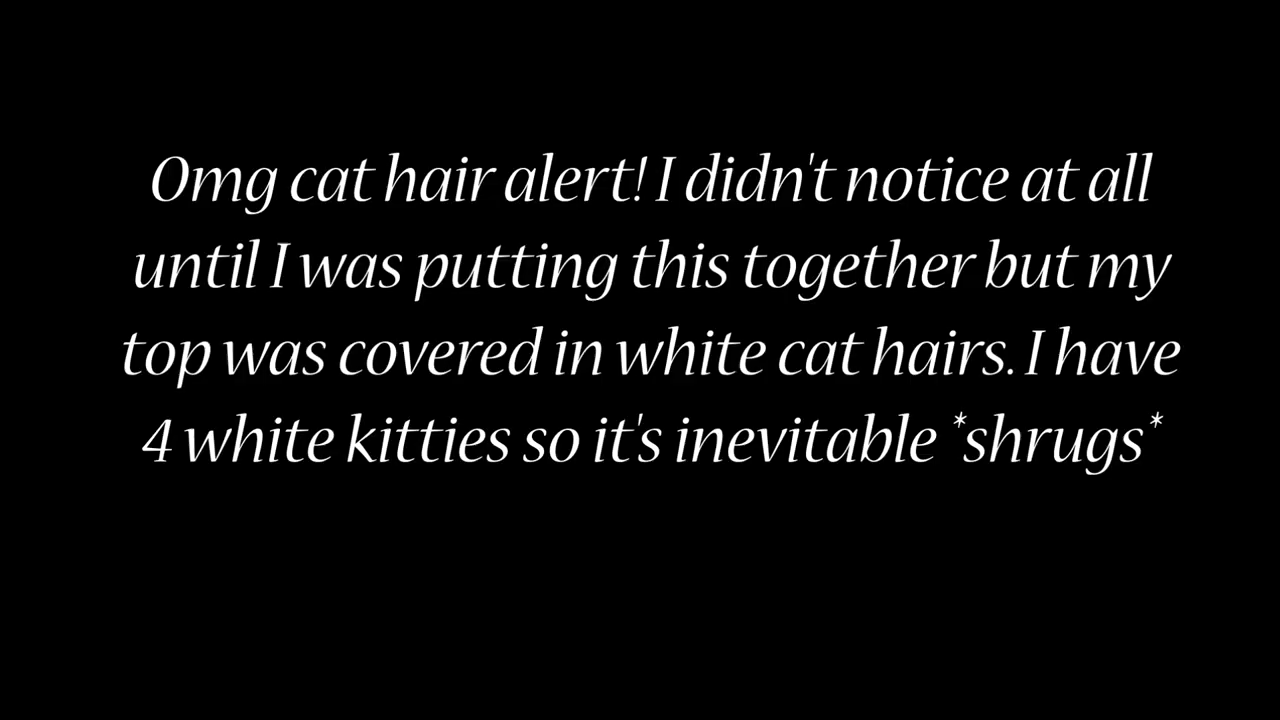 Omg cat hair alert! I didn't notice at all
until I was putting this together but my
top was covered in white cat hairs. I have
4 white kitties so it's inevitable *shrugs*